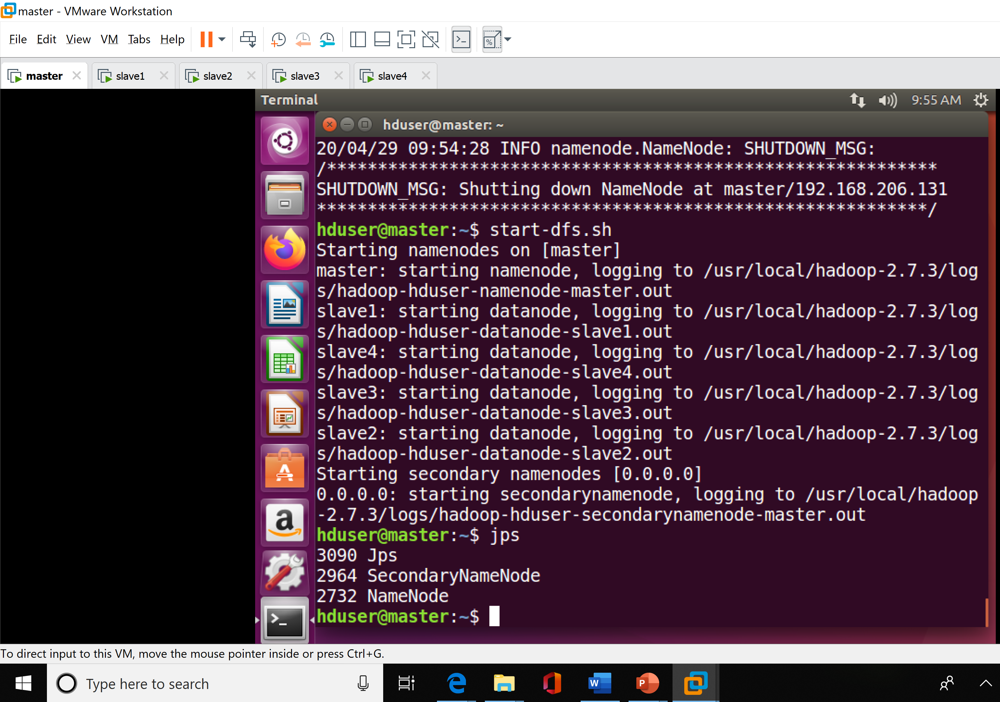 master - VMware Workstation
File Edit View VM Tabs Help
master slave1 slave2 slave3 slave4
Terminal 9:55 AM
hduser@master: ~
20/04/29 09:54:28 INFO namenode.NameNode: SHUTDOWN_MSG:
/************************************************************
SHUTDOWN_MSG: Shutting down NameNode at master/192.168.206.131
************************************************************/
hduser@master:~$ start-dfs.sh
Starting namenodes on [master]
master: starting namenode, logging to /usr/local/hadoop-2.7.3/log
s/hadoop-hduser-namenode-master.out
slave1: starting datanode, logging to /usr/local/hadoop-2.7.3/log
s/hadoop-hduser-datanode-slave1.out
slave4: starting datanode, logging to /usr/local/hadoop-2.7.3/log
s/hadoop-hduser-datanode-slave4.out
slave3: starting datanode, logging to /usr/local/hadoop-2.7.3/log
s/hadoop-hduser-datanode-slave3.out
slave2: starting datanode, logging to /usr/local/hadoop-2.7.3/log
s/hadoop-hduser-datanode-slave2.out
Starting secondary namenodes [0.0.0.0]
0.0.0.0: starting secondarynamenode, logging to /usr/local/hadoop
-2.7.3/logs/hadoop-hduser-secondarynamenode-master.out
hduser@master:~$ jps
3090 Jps
2964 SecondaryNameNode
2732 NameNode
hduser@master:~$
To direct input to this VM, move the mouse pointer inside or press Ctrl+G.
Type here to search